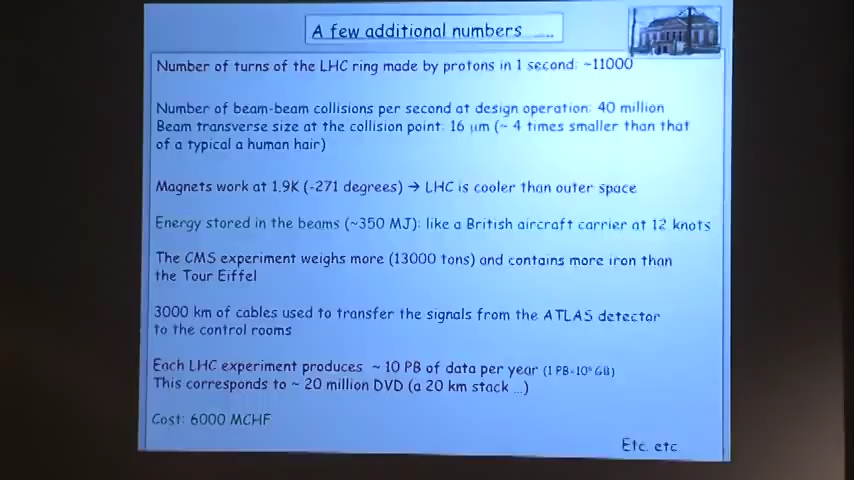 A few additional numbers .....
Number of turns of the LHC ring made by protons in 1 second: ~11000
Number of beam-beam collisions per second at design operation: 40 million
Beam transverse size at the collision point: 16 μm (~ 4 times smaller than that
of a typical a human hair)
Magnets work at 1.9K (-271 degrees) → LHC is cooler than outer space
Energy stored in the beams (~350 MJ): like a British aircraft carrier at 12 knots
The CMS experiment weighs more (13000 tons) and contains more iron than
the Tour Eiffel
3000 km of cables used to transfer the signals from the ATLAS detector
to the control rooms
Each LHC experiment produces ~ 10 PB of data per year (1 PB=10⁶ GB)
This corresponds to ~ 20 million DVD (a 20 km stack ...)
Cost: 6000 MCHF
Etc. etc.